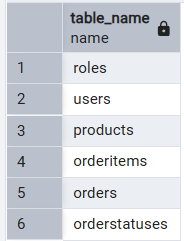 table_name
name
1 roles
2 users
3 products
4 orderitems
5 orders
6 orderstatuses